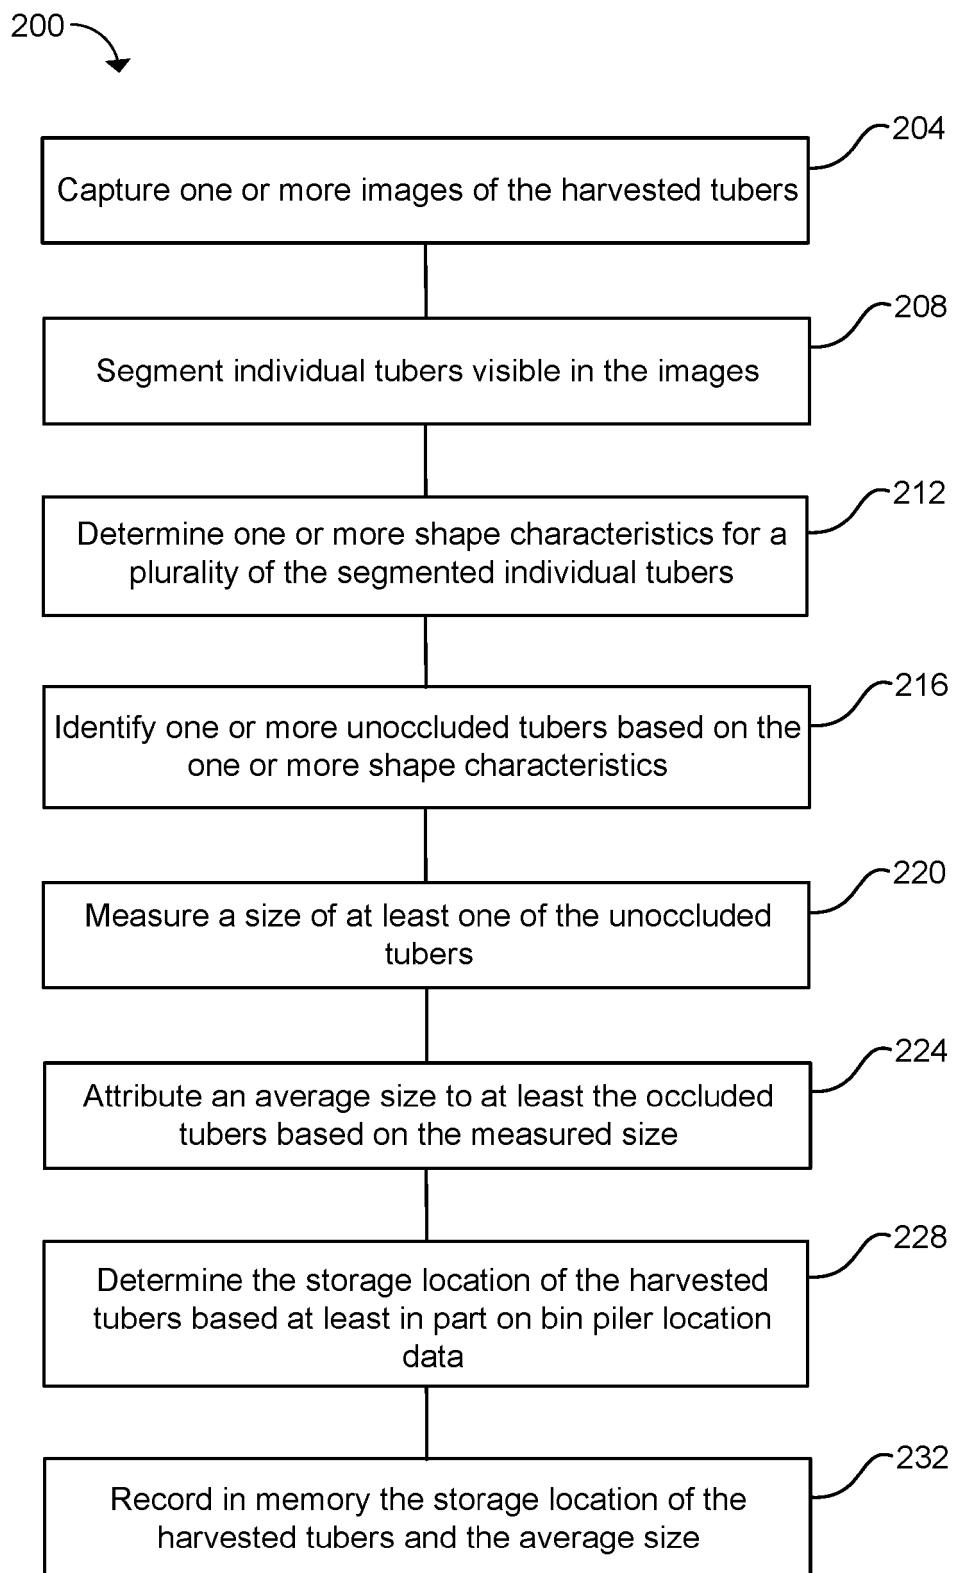 200
204
Capture one or more images of the harvested tubers
208
Segment individual tubers visible in the images
212
Determine one or more shape characteristics for a
plurality of the segmented individual tubers
216
Identify one or more unoccluded tubers based on the
one or more shape characteristics
220
Measure a size of at least one of the unoccluded
tubers
224
Attribute an average size to at least the occluded
tubers based on the measured size
228
Determine the storage location of the harvested
tubers based at least in part on bin piler location
data
232
Record in memory the storage location of the
harvested tubers and the average size